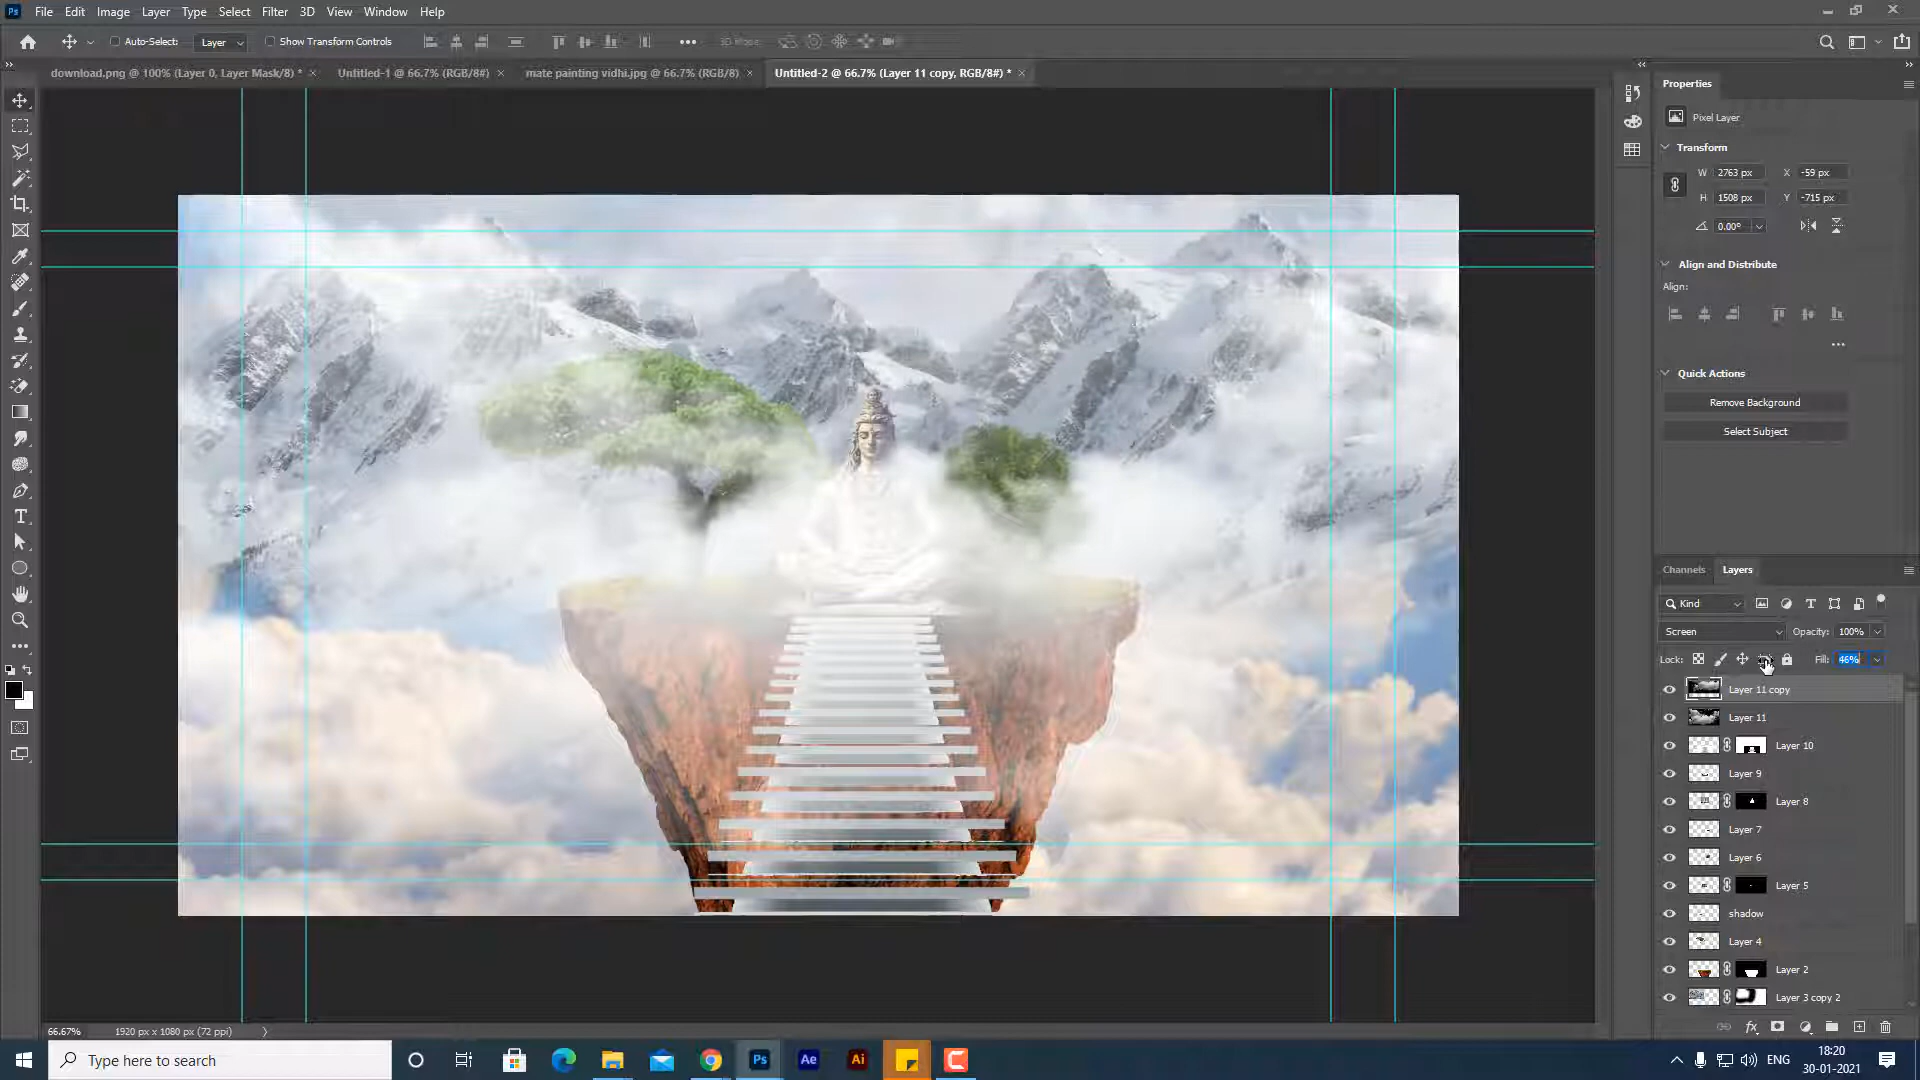 Ps File Edit Image Layer Type Select Filter 3D View Window Help
Auto-Select: Layer Show Transform Controls 3D Mode:
download.png @ 100% (Layer 0, Layer Mask/8) * × Untitled-1 @ 66.7% (RGB/8#) × mate painting vidhi.jpg @ 66.7% (RGB/8) × Untitled-2 @ 66.7% (Layer 11 copy, RGB/8#) * ×
Properties
Pixel Layer
Transform
W 2763 px X -59 px
H 1508 px Y -715 px
0.00°
Align and Distribute
Align:
Quick Actions
Remove Background
Select Subject
Channels Layers
Kind
Screen Opacity: 100%
Lock: Fill: 46%
Layer 11 copy
Layer 11
Layer 10
Layer 9
Layer 8
Layer 7
Layer 6
Layer 5
shadow
Layer 4
Layer 2
Layer 3 copy 2
66.67% 1920 px x 1080 px (72 ppi)
Type here to search Ps Ae Ai ENG 18:20
30-01-2021